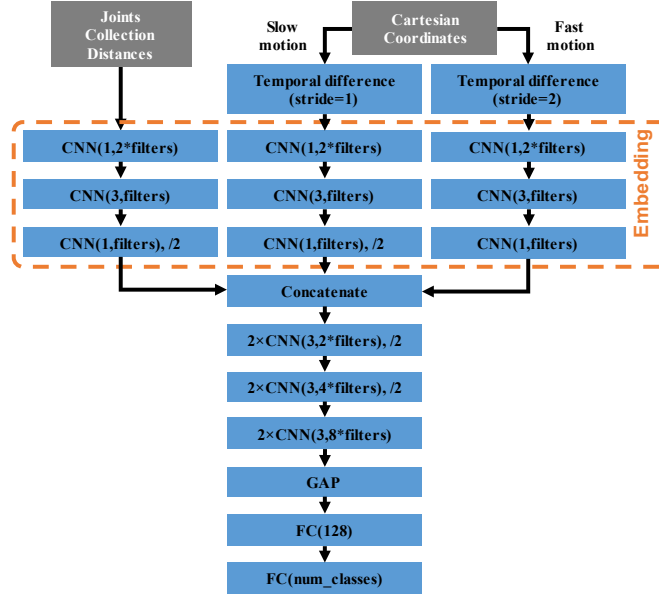 Joints
Collection
Distances
Slow
motion
Cartesian
Coordinates
Fast
motion
Temporal difference
(stride=1)
Temporal difference
(stride=2)
CNN(1,2*filters)
CNN(1,2*filters)
CNN(1,2*filters)
CNN(3,filters)
CNN(3,filters)
CNN(3,filters)
CNN(1,filters), /2
CNN(1,filters), /2
CNN(1,filters)
Embedding
Concatenate
2×CNN(3,2*filters), /2
2×CNN(3,4*filters), /2
2×CNN(3,8*filters)
GAP
FC(128)
FC(num_classes)